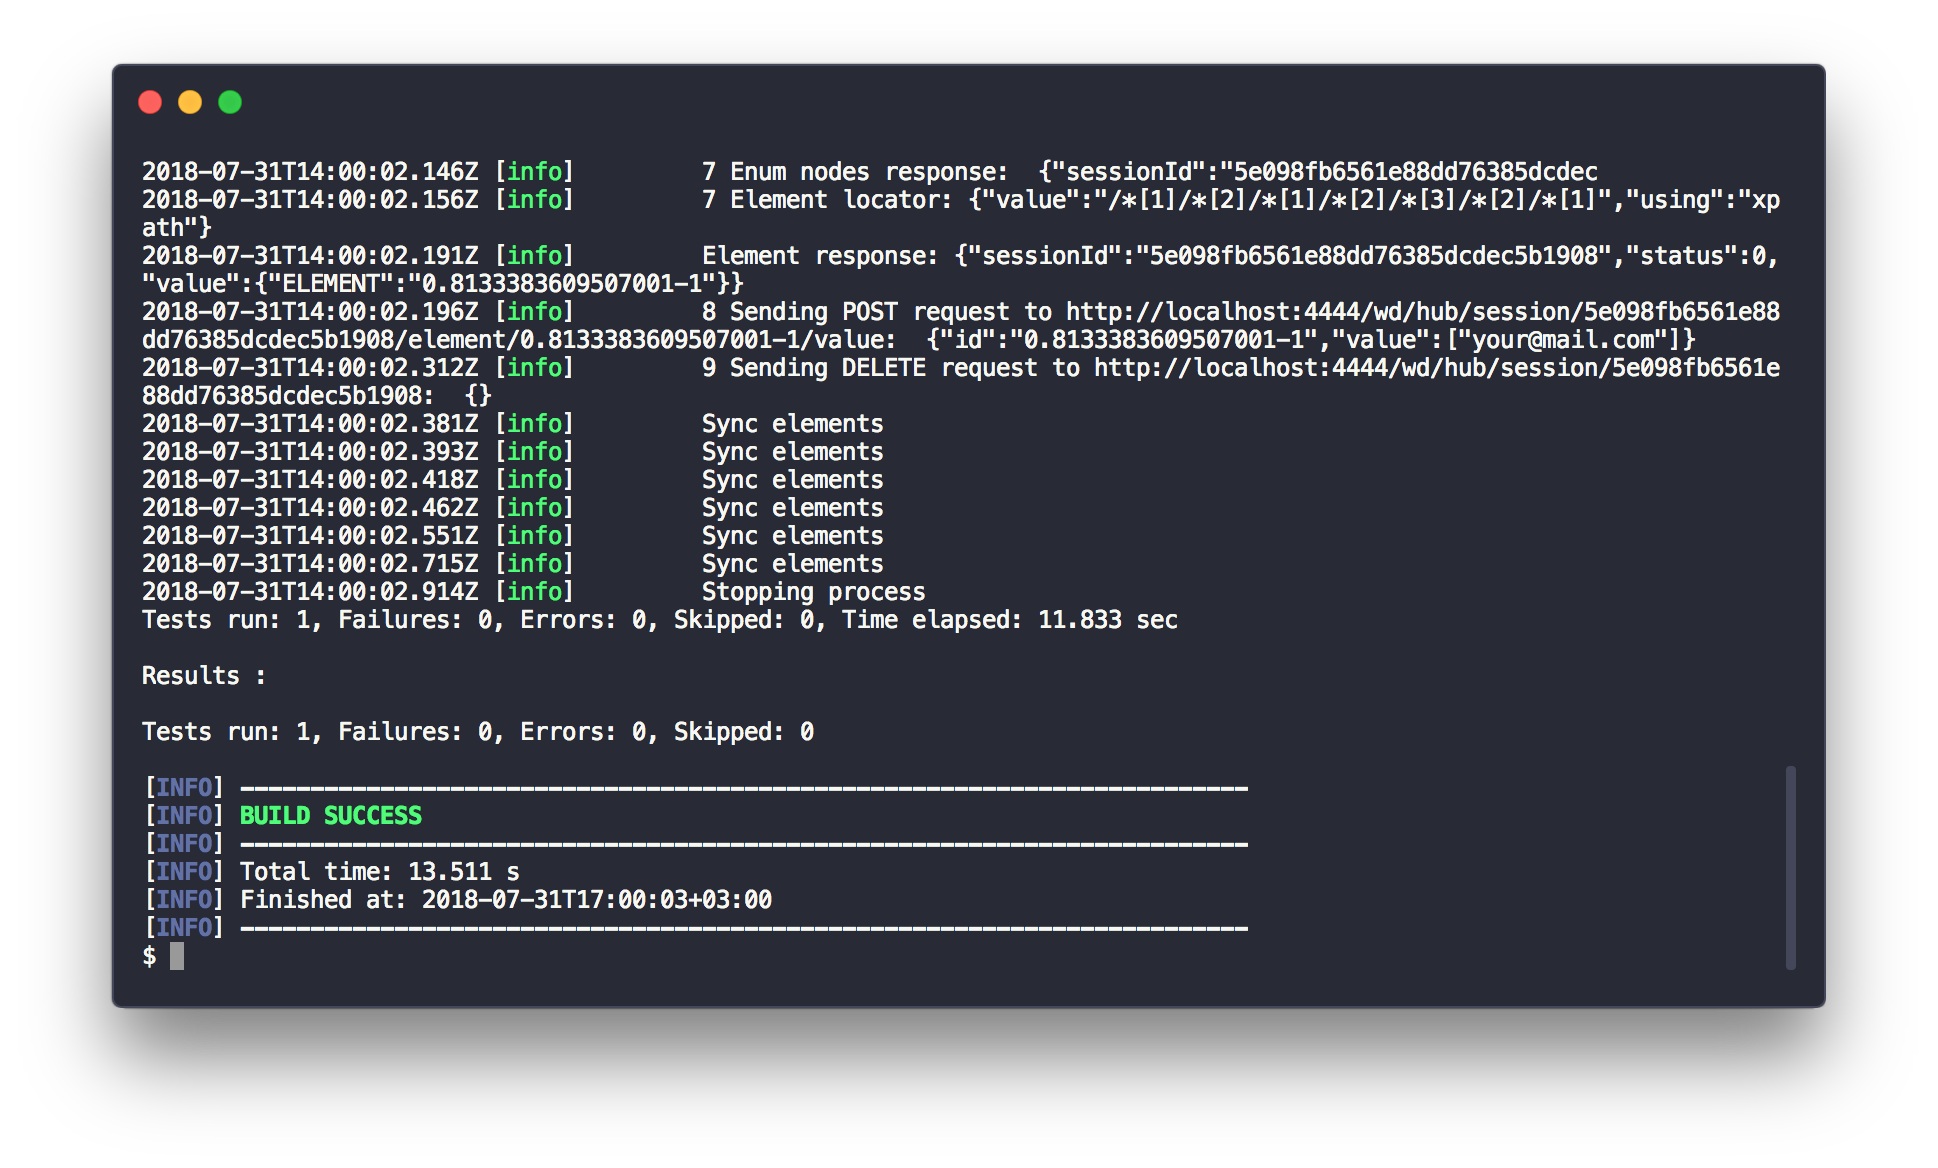 2018-07-31T14:00:02.146Z [info]         7 Enum nodes response:  {"sessionId":"5e098fb6561e88dd76385dcdec
2018-07-31T14:00:02.156Z [info]         7 Element locator: {"value":"/*[1]/*[2]/*[1]/*[2]/*[3]/*[2]/*[1]","using":"xp
ath"}
2018-07-31T14:00:02.191Z [info]         Element response: {"sessionId":"5e098fb6561e88dd76385dcdec5b1908","status":0,
"value":{"ELEMENT":"0.8133383609507001-1"}}
2018-07-31T14:00:02.196Z [info]         8 Sending POST request to http://localhost:4444/wd/hub/session/5e098fb6561e88
dd76385dcdec5b1908/element/0.8133383609507001-1/value:  {"id":"0.8133383609507001-1","value":["your@mail.com"]}
2018-07-31T14:00:02.312Z [info]         9 Sending DELETE request to http://localhost:4444/wd/hub/session/5e098fb6561e
88dd76385dcdec5b1908:  {}
2018-07-31T14:00:02.381Z [info]         Sync elements
2018-07-31T14:00:02.393Z [info]         Sync elements
2018-07-31T14:00:02.418Z [info]         Sync elements
2018-07-31T14:00:02.462Z [info]         Sync elements
2018-07-31T14:00:02.551Z [info]         Sync elements
2018-07-31T14:00:02.715Z [info]         Sync elements
2018-07-31T14:00:02.914Z [info]         Stopping process
Tests run: 1, Failures: 0, Errors: 0, Skipped: 0, Time elapsed: 11.833 sec
Results :
Tests run: 1, Failures: 0, Errors: 0, Skipped: 0
[INFO] ------------------------------------------------------------------------
[INFO] BUILD SUCCESS
[INFO] ------------------------------------------------------------------------
[INFO] Total time: 13.511 s
[INFO] Finished at: 2018-07-31T17:00:03+03:00
[INFO] ------------------------------------------------------------------------
$